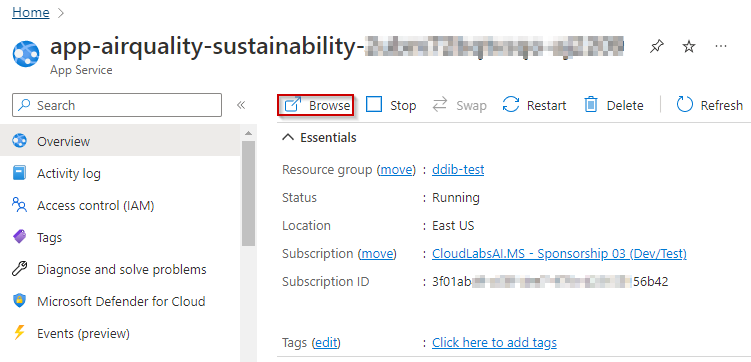 Home
app-airquality-sustainability-
App Service
Search
Overview
Activity log
Access control (IAM)
Tags
Diagnose and solve problems
Microsoft Defender for Cloud
Events (preview)
Browse Stop Swap Restart Delete Refresh
Essentials
Resource group (move) : ddib-test
Status : Running
Location : East US
Subscription (move) : CloudLabsAI.MS - Sponsorship 03 (Dev/Test)
Subscription ID : 3f01ab 56b42
Tags (edit) : Click here to add tags